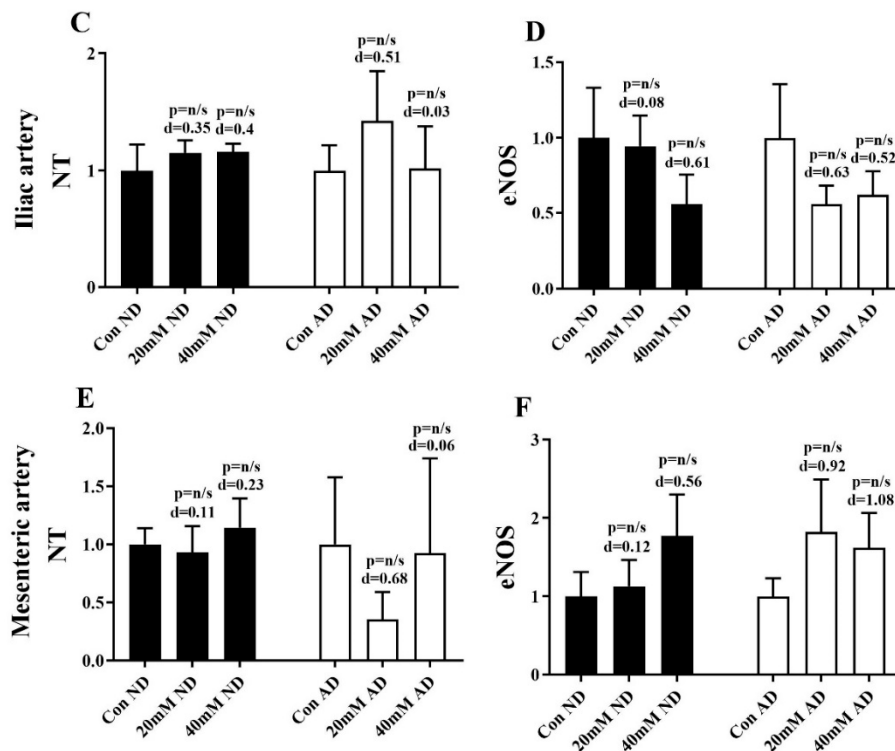 C
Iliac artery
NT
2
1
0
p=n/s
d=0.35
p=n/s
d=0.4
p=n/s
d=0.51
p=n/s
d=0.03
Con ND
20mM ND
40mM ND
Con AD
20mM AD
40mM AD
D
eNOS
1.5
1.0
0.5
0.0
p=n/s
d=0.08
p=n/s
d=0.61
p=n/s
d=0.63
p=n/s
d=0.52
Con ND
20mM ND
40mM ND
Con AD
20mM AD
40mM AD
E
Mesenteric artery
NT
2.0
1.5
1.0
0.5
0.0
p=n/s
d=0.11
p=n/s
d=0.23
p=n/s
d=0.68
p=n/s
d=0.06
Con ND
20mM ND
40mM ND
Con AD
20mM AD
40mM AD
F
eNOS
3
2
1
0
p=n/s
d=0.12
p=n/s
d=0.56
p=n/s
d=0.92
p=n/s
d=1.08
Con ND
20mM ND
40mM ND
Con AD
20mM AD
40mM AD